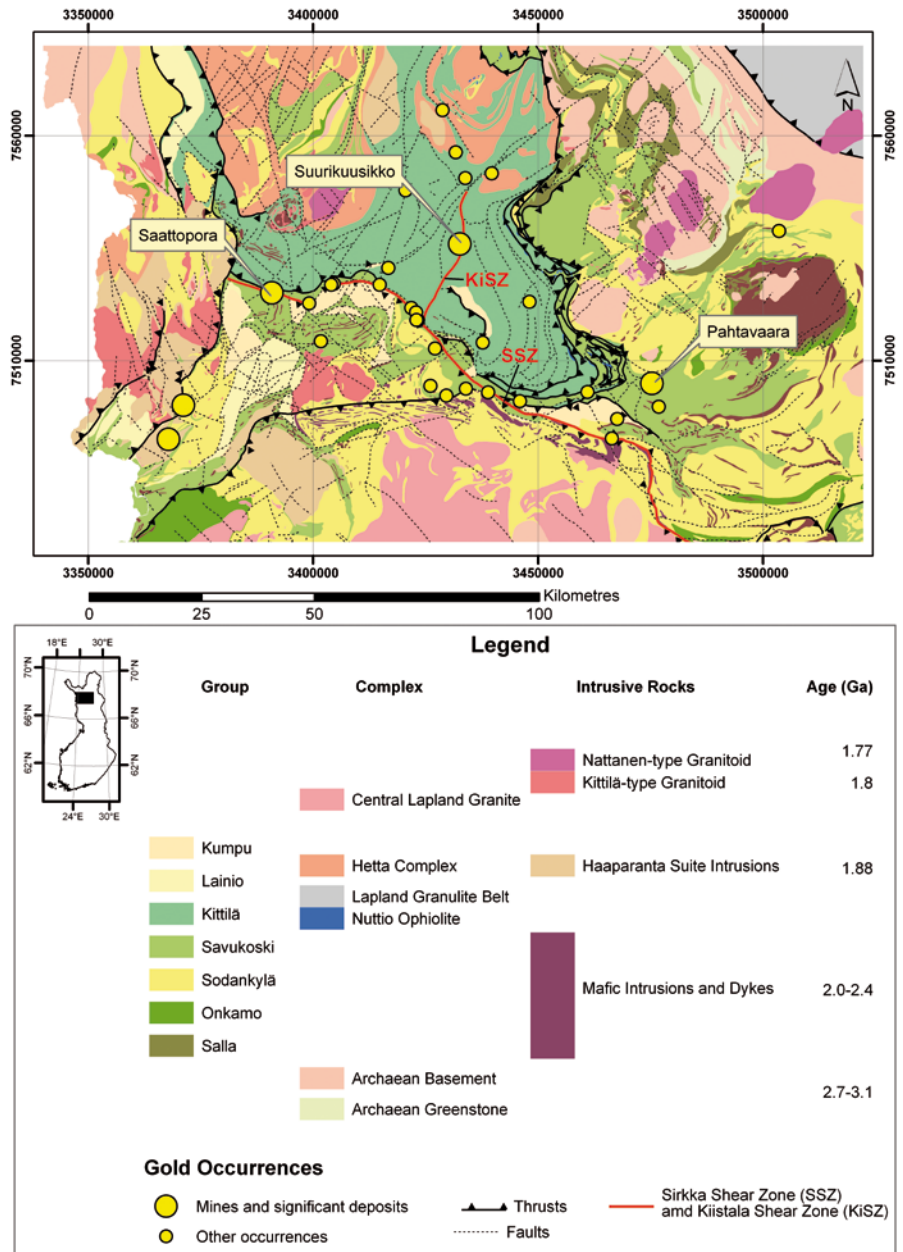 3350000 3400000 3450000 3500000
7560000 7560000
N
Suurikuusikko
Saattopora
KiSZ
Pahtavaara
7510000 7510000
SSZ
3350000 3400000 3450000 3500000
Kilometres
0 25 50 100
Legend
18°E 30°E
70°N 70°N
66°N 66°N
62°N 62°N
24°E 30°E
Group Complex Intrusive Rocks Age (Ga)
Nattanen-type Granitoid 1.77
Kittilä-type Granitoid 1.8
Central Lapland Granite
Kumpu Hetta Complex Haaparanta Suite Intrusions 1.88
Lainio Lapland Granulite Belt
Kittilä Nuttio Ophiolite
Savukoski
Sodankylä Mafic Intrusions and Dykes 2.0-2.4
Onkamo
Salla
Archaean Basement 2.7-3.1
Archaean Greenstone
Gold Occurrences
Mines and significant deposits Thrusts Sirkka Shear Zone (SSZ)
Other occurrences Faults amd Kiistala Shear Zone (KiSZ)